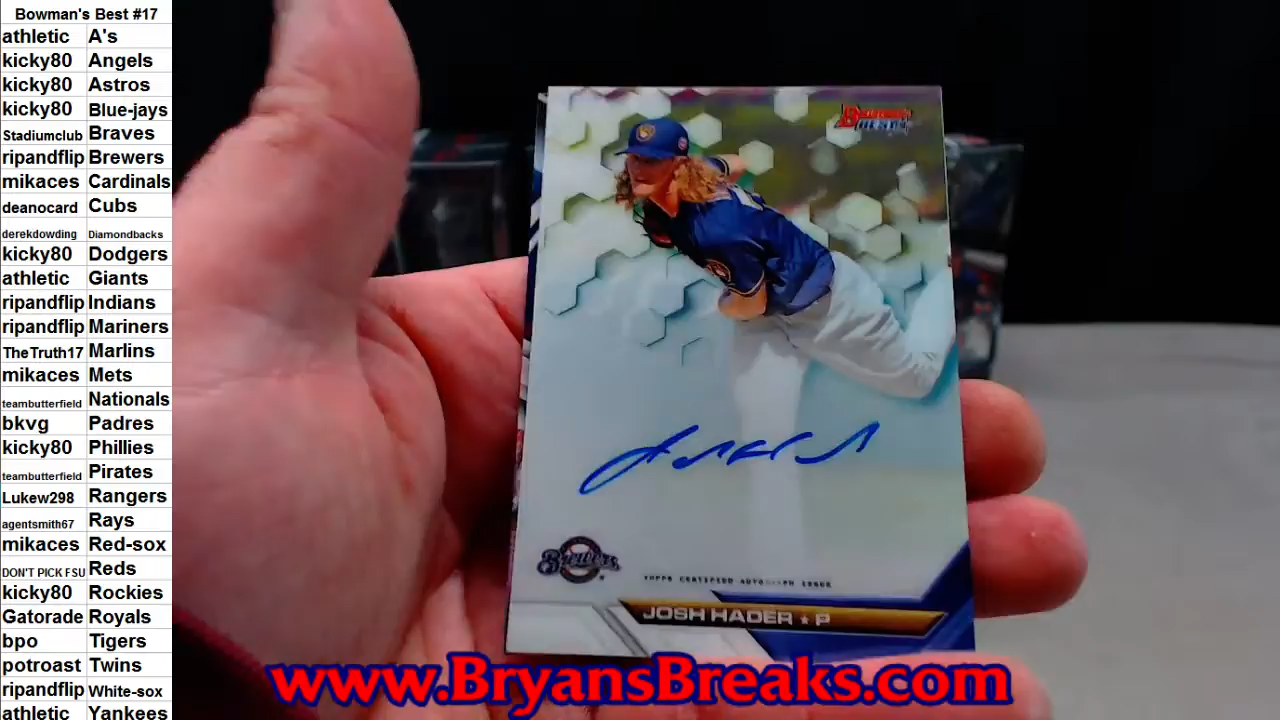 Bowman's Best #17
athletic A's
kicky80 Angels
kicky80 Astros
kicky80 Blue-jays
Stadiumclub Braves
ripandflip Brewers
mikaces Cardinals
deanocard Cubs
derekdowding Diamondbacks
kicky80 Dodgers
athletic Giants
ripandflip Indians
ripandflip Mariners
TheTruth17 Marlins
mikaces Mets
teambutterfield Nationals
bkvg Padres
kicky80 Phillies
teambutterfield Pirates
Lukew298 Rangers
agentsmith67 Rays
mikaces Red-sox
DON'T PICK FSU Reds
kicky80 Rockies
Gatorade Royals
bpo Tigers
potroast Twins
ripandflip White-sox
athletic Yankees
Bowman's
BEST
Brewers
TOPPS CERTIFIED AUTOGRAPH ISSUE
JOSH HADER ★ P
www.BryansBreaks.com